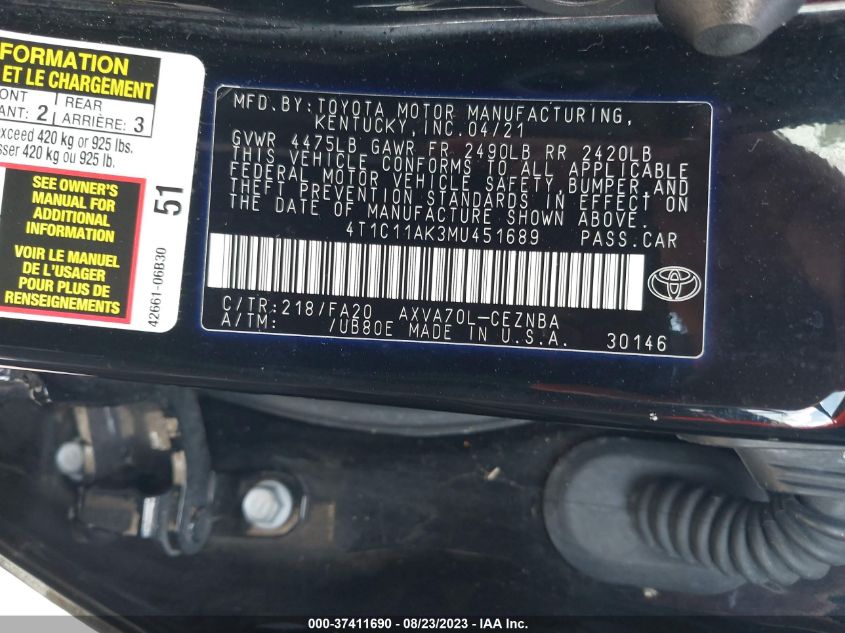 FORMATION
ET LE CHARGEMENT
ONT
ANT: 2
REAR
ARRIÈRE: 3
exceed 420 kg or 925 lbs.
sser 420 kg ou 925 lb.
SEE OWNER'S
MANUAL FOR
ADDITIONAL
INFORMATION
VOIR LE MANUEL
DE L'USAGER
POUR PLUS DE
RENSEIGNEMENTS
51
42661-06B30
MFD.BY: TOYOTA MOTOR MANUFACTURING,
KENTUCKY, INC.04/21
GVWR 4475LB GAWR FR 2490LB RR 2420LB
THIS VEHICLE CONFORMS TO ALL APPLICABLE
FEDERAL MOTOR VEHICLE SAFETY, BUMPER, AND
THEFT PREVENTION STANDARDS IN EFFECT ON
THE DATE OF MANUFACTURE SHOWN ABOVE.
4T1C11AK3MU451689 PASS.CAR
C/TR:218/FA20 AXVA70L-CEZNBA
A/TM: /UB80E MADE IN U.S.A. 30146
000-37411690 - 08/23/2023 - IAA Inc.